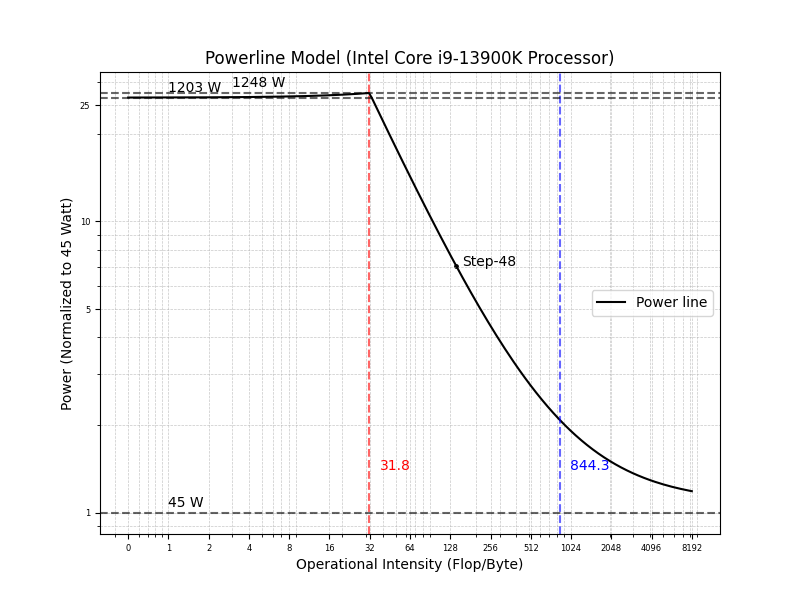 Powerline Model (Intel Core i9-13900K Processor)
1203 W
1248 W
25
10
5
1
Power (Normalized to 45 Watt)
Step-48
Power line
31.8
844.3
45 W
0 1 2 4 8 16 32 64 128 256 512 1024 2048 4096 8192
Operational Intensity (Flop/Byte)